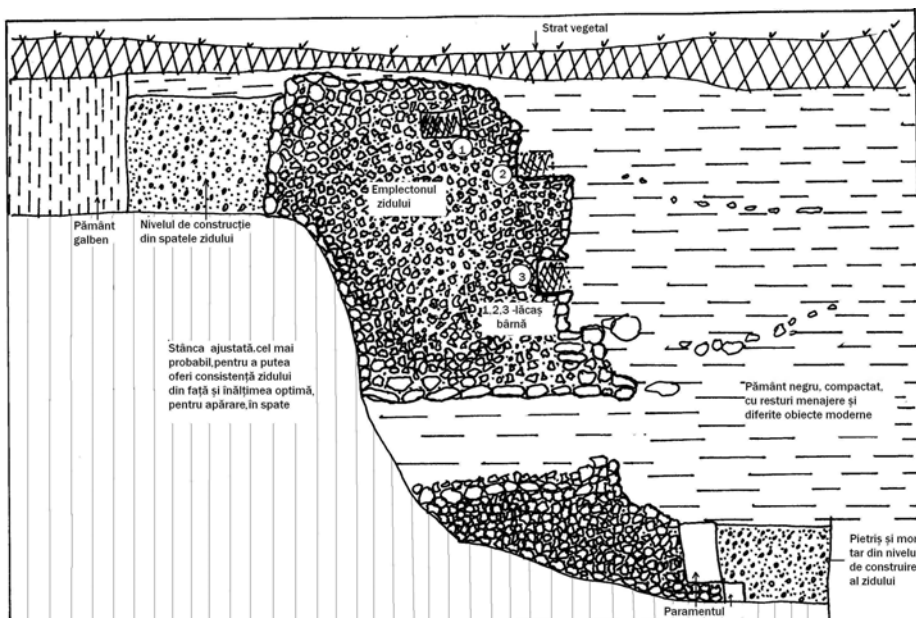 Strat vegetal
1
2
Emplectonul
zidului
Pământ
galben
Nivelul de construcție
din spatele zidului
3
1,2,3 -lăcaș
bârnă
Stânca ajustată.cel mai
probabil,pentru a putea
oferi consistență zidului
din față și înălțimea optimă,
pentru apărare,în spate
Pământ negru, compactat,
cu resturi menajere și
diferite obiecte moderne
Pietriș și mor
tar din nivelu
de construire
al zidului
Paramentul